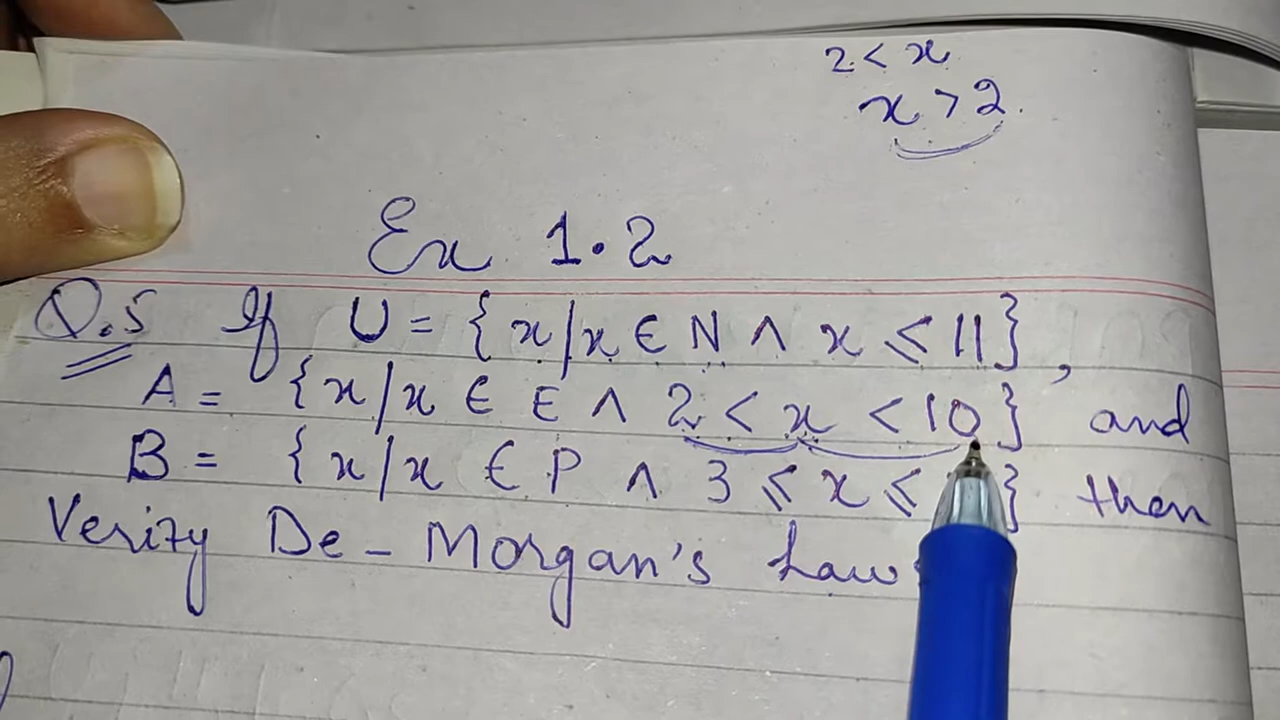 2 < x
x > 2
Ex 1.2
Q.5 If U = {x/x ∈ N ∧ x ≤ 11},
A = {x/x ∈ E ∧ 2 < x < 10} and
B = {x/x ∈ P ∧ 3 ≤ x ≤ } then
Verify De-Morgan's Law